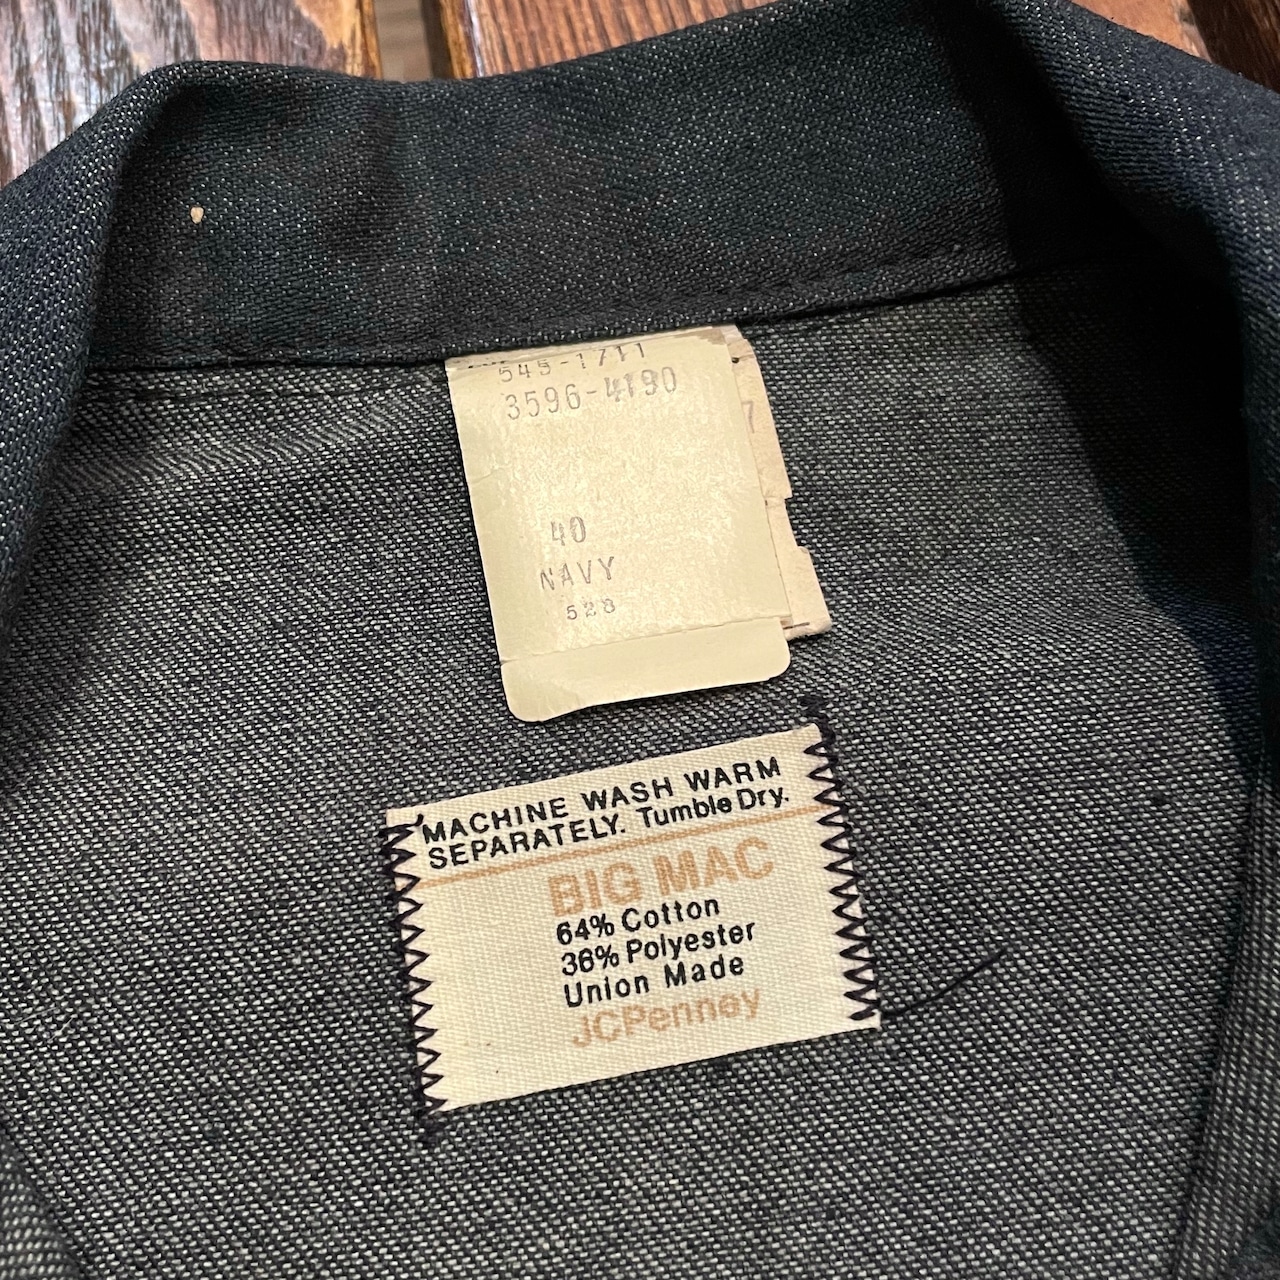 545-1711
3596-4190
7
40
NAVY
528
MACHINE WASH WARM
SEPARATELY. Tumble Dry.
BIG MAC
64% Cotton
36% Polyester
Union Made
JCPenney